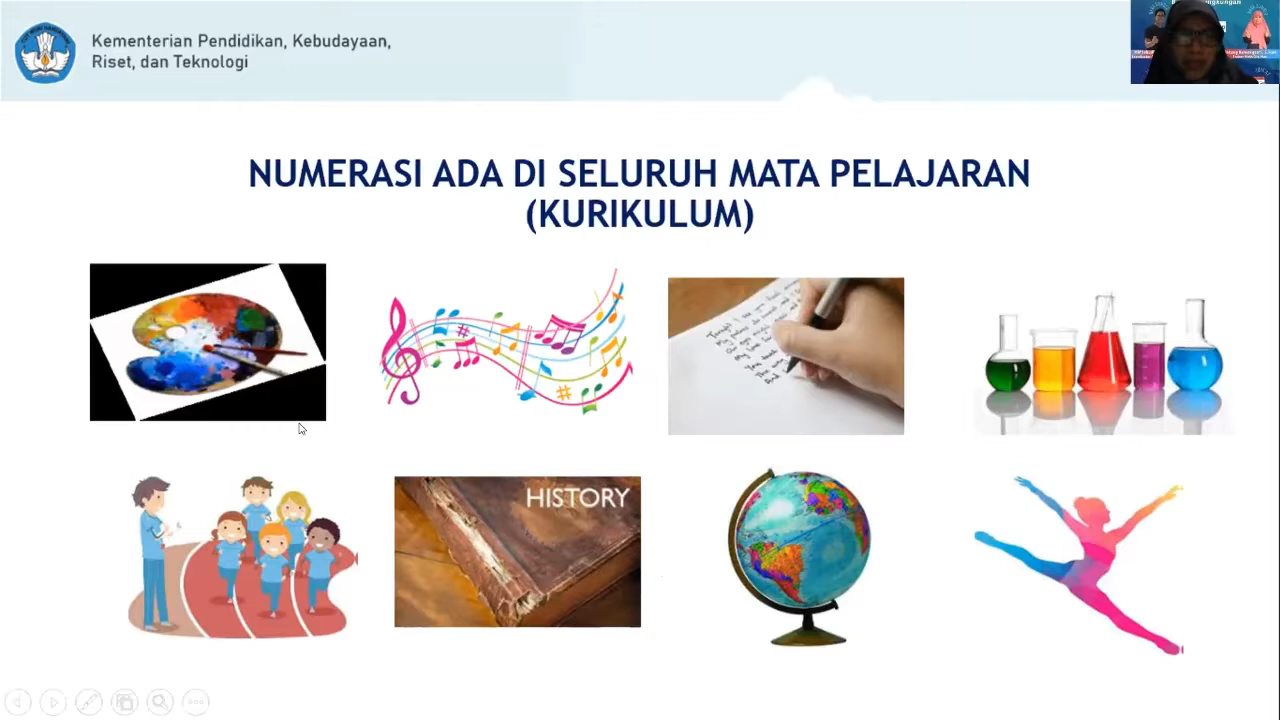 Kementerian Pendidikan, Kebudayaan,
Riset, dan Teknologi
NUMERASI ADA DI SELURUH MATA PELAJARAN
(KURIKULUM)
HISTORY